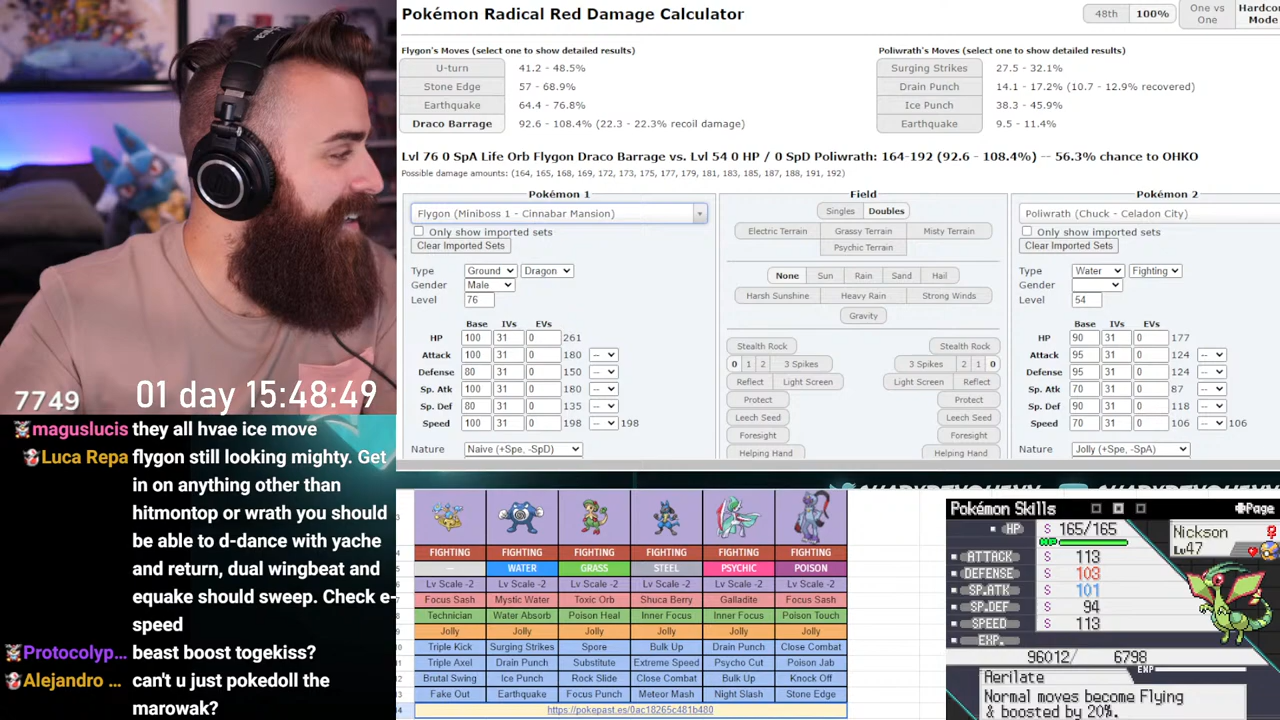 Pokémon Radical Red Damage Calculator
48th 100% One vs One Hardco Mode
Flygon's Moves (select one to show detailed results)
U-turn 41.2 - 48.5%
Stone Edge 57 - 68.9%
Earthquake 64.4 - 76.8%
Draco Barrage 92.6 - 108.4% (22.3 - 22.3% recoil damage)
Poliwrath's Moves (select one to show detailed results)
Surging Strikes 27.5 - 32.1%
Drain Punch 14.1 - 17.2% (10.7 - 12.9% recovered)
Ice Punch 38.3 - 45.9%
Earthquake 9.5 - 11.4%
Lvl 76 0 SpA Life Orb Flygon Draco Barrage vs. Lvl 54 0 HP / 0 SpD Poliwrath: 164-192 (92.6 - 108.4%) -- 56.3% chance to OHKO
Possible damage amounts: (164, 165, 168, 169, 172, 173, 175, 177, 179, 181, 183, 185, 187, 188, 191, 192)
Pokémon 1
Flygon (Miniboss 1 - Cinnabar Mansion)
Only show imported sets
Clear Imported Sets
Type Ground Dragon
Gender Male
Level 76
Base IVs EVs
HP 100 31 0 261
Attack 100 31 0 180 --
Defense 80 31 0 150 --
Sp. Atk 100 31 0 180 --
Sp. Def 80 31 0 135 --
Speed 100 31 0 198 -- 198
Nature Naive (+Spe, -SpD)
Field
Singles Doubles
Electric Terrain Grassy Terrain Misty Terrain
Psychic Terrain
None Sun Rain Sand Hail
Harsh Sunshine Heavy Rain Strong Winds
Gravity
Stealth Rock Stealth Rock
0 1 2 3 Spikes 3 Spikes 2 1 0
Reflect Light Screen Light Screen Reflect
Protect Protect
Leech Seed Leech Seed
Foresight Foresight
Helping Hand Helping Hand
Pokémon 2
Poliwrath (Chuck - Celadon City)
Only show imported sets
Clear Imported Sets
Type Water Fighting
Gender
Level 54
Base IVs EVs
HP 90 31 0 177
Attack 95 31 0 124 --
Defense 95 31 0 124 --
Sp. Atk 70 31 0 87 --
Sp. Def 90 31 0 118 --
Speed 70 31 0 106 -- 106
Nature Jolly (+Spe, -SpA)
7749 01 day 15:48:49
maguslucis they all hvae ice move
Luca Repa flygon still looking mighty. Get
in on anything other than
hitmontop or wrath you should
be able to d-dance with yache
and return, dual wingbeat and
equake should sweep. Check e-
speed
Protocolyp... beast boost togekiss?
Alejandro ... can't u just pokedoll the
marowak?
FIGHTING FIGHTING FIGHTING FIGHTING FIGHTING FIGHTING
-- WATER GRASS STEEL PSYCHIC POISON
Lv Scale -2 Lv Scale -2 Lv Scale -2 Lv Scale -2 Lv Scale -2 Lv Scale -2
Focus Sash Mystic Water Toxic Orb Shuca Berry Galladite Focus Sash
Technician Water Absorb Poison Heal Inner Focus Inner Focus Poison Touch
Jolly Jolly Jolly Jolly Jolly Jolly
Triple Kick Surging Strikes Spore Bulk Up Drain Punch Close Combat
Triple Axel Drain Punch Substitute Extreme Speed Psycho Cut Poison Jab
Brutal Swing Ice Punch Rock Slide Close Combat Bulk Up Knock Off
Fake Out Earthquake Focus Punch Meteor Mash Night Slash Stone Edge
https://pokepast.es/0ac18265c481b480
Pokémon Skills Page
HP 165/165
HP
Nickson
Lv47
ATTACK 113
DEFENSE 103
SP.ATK 101
SP.DEF 94
SPEED 113
EXP.
96012 6798
EXP
Aerilate
Normal moves become Flying
& boosted by 20%.